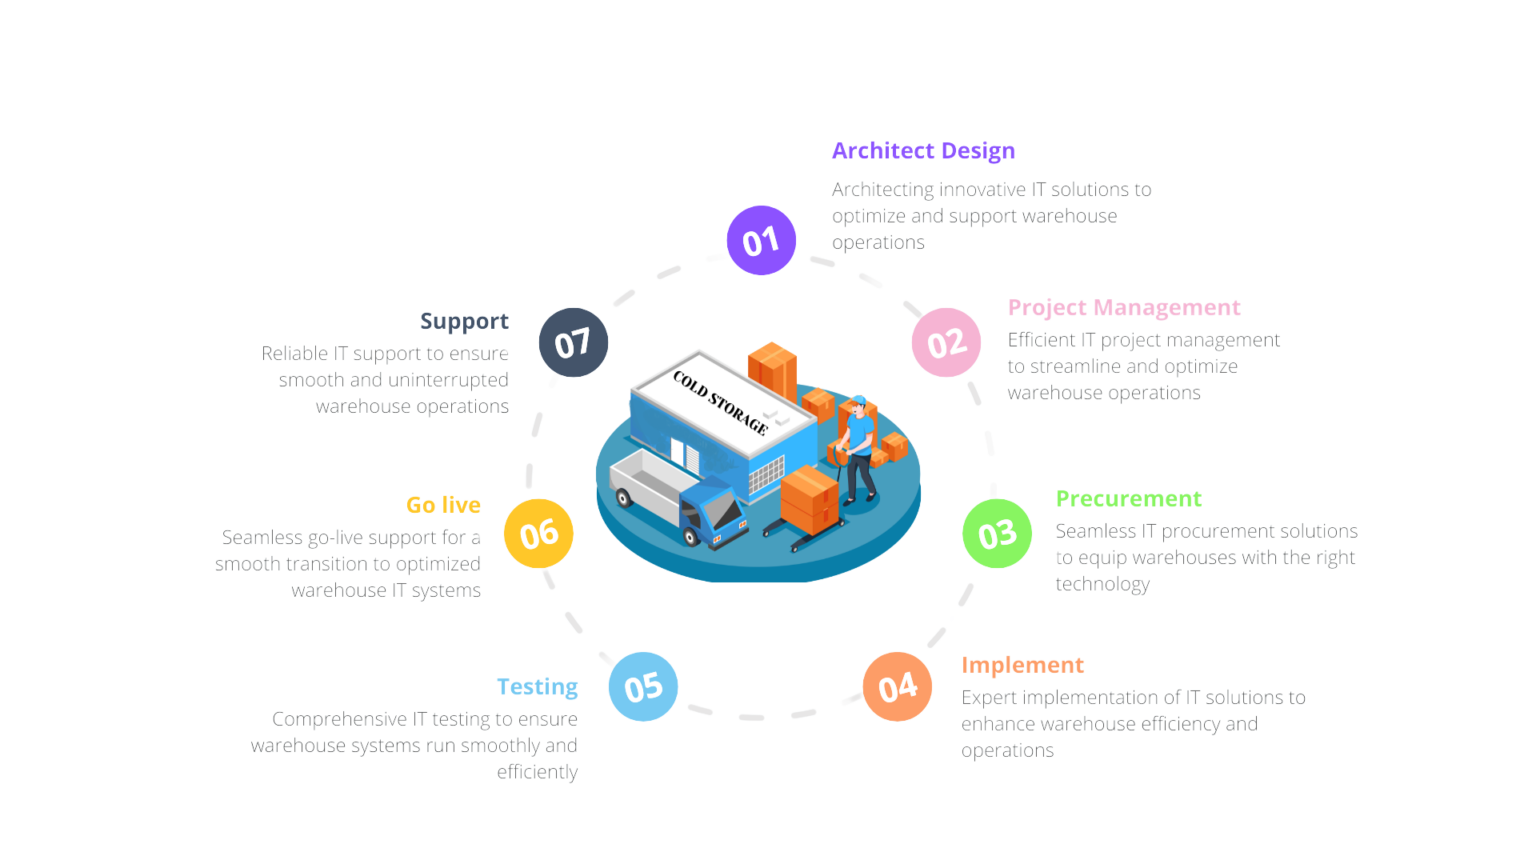 01
Architect Design
Architecting innovative IT solutions to
optimize and support warehouse
operations
02
Project Management
Efficient IT project management
to streamline and optimize
warehouse operations
03
Precurement
Seamless IT procurement solutions
to equip warehouses with the right
technology
04
Implement
Expert implementation of IT solutions to
enhance warehouse efficiency and
operations
05
Testing
Comprehensive IT testing to ensure
warehouse systems run smoothly and
efficiently
06
Go live
Seamless go-live support for a
smooth transition to optimized
warehouse IT systems
07
Support
Reliable IT support to ensure
smooth and uninterrupted
warehouse operations
COLD STORAGE